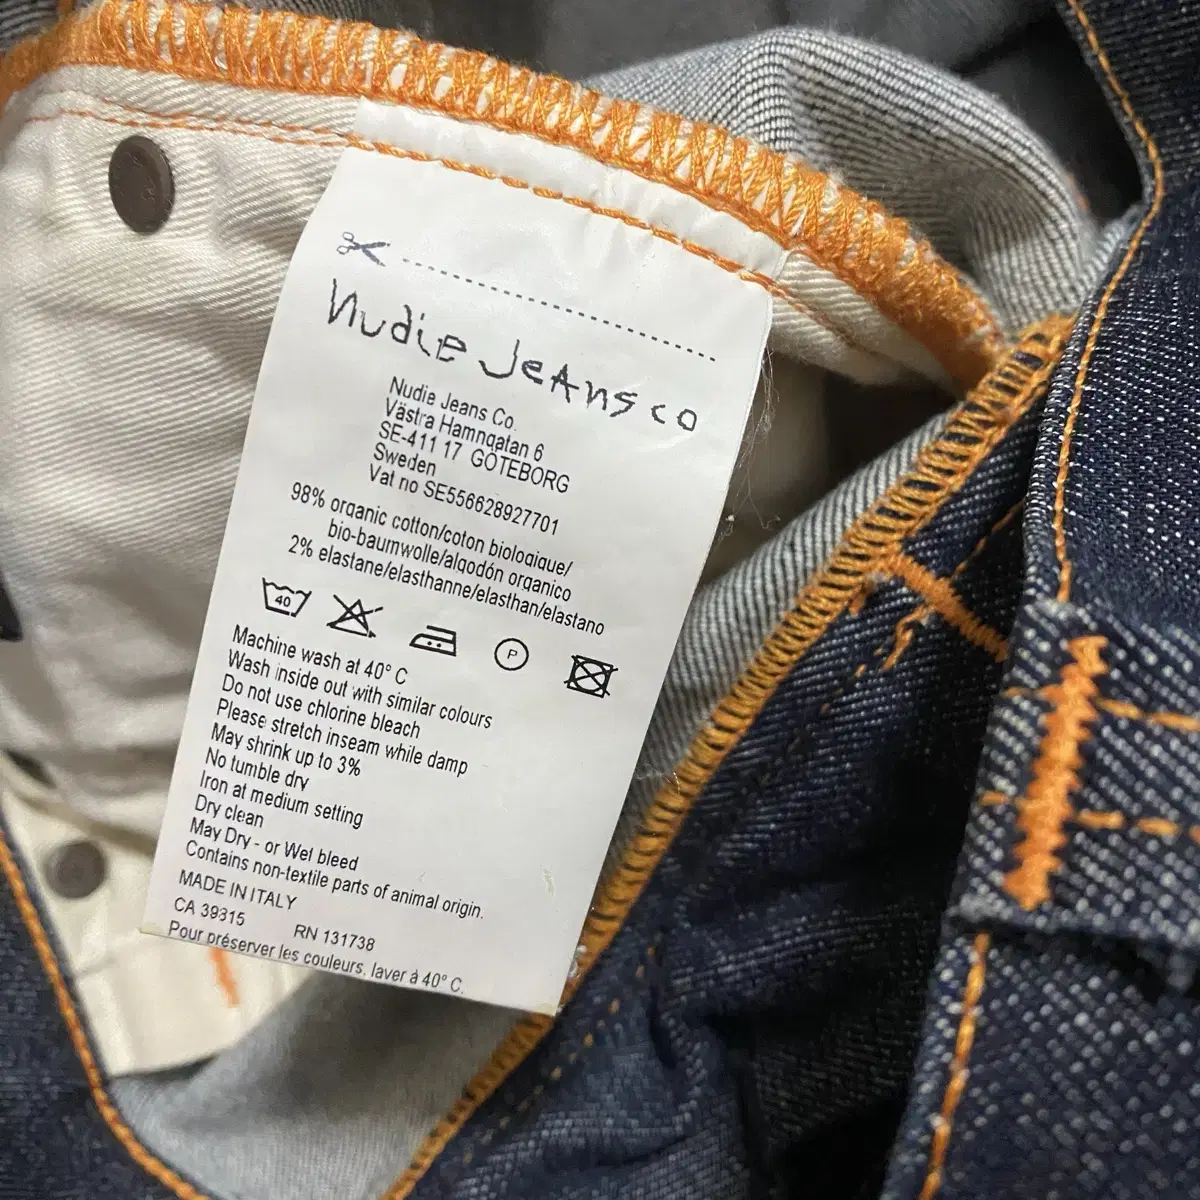 Nudie Jeans co
Nudie Jeans Co.
Västra Hamngatan 6
SE-411 17 GÖTEBORG
Sweden
Vat no SE556628927701
98% organic cotton/coton biologique/
bio-baumwolle/algodón organico
2% elastane/elasthanne/elasthan/elastano
40
P
Machine wash at 40° C
Wash inside out with similar colours
Do not use chlorine bleach
Please stretch inseam while damp
May shrink up to 3%
No tumble dry
Iron at medium setting
Dry clean
May Dry - or Wet bleed
Contains non-textile parts of animal origin.
MADE IN ITALY
CA 39315 RN 131738
Pour préserver les couleurs, laver à 40° C.